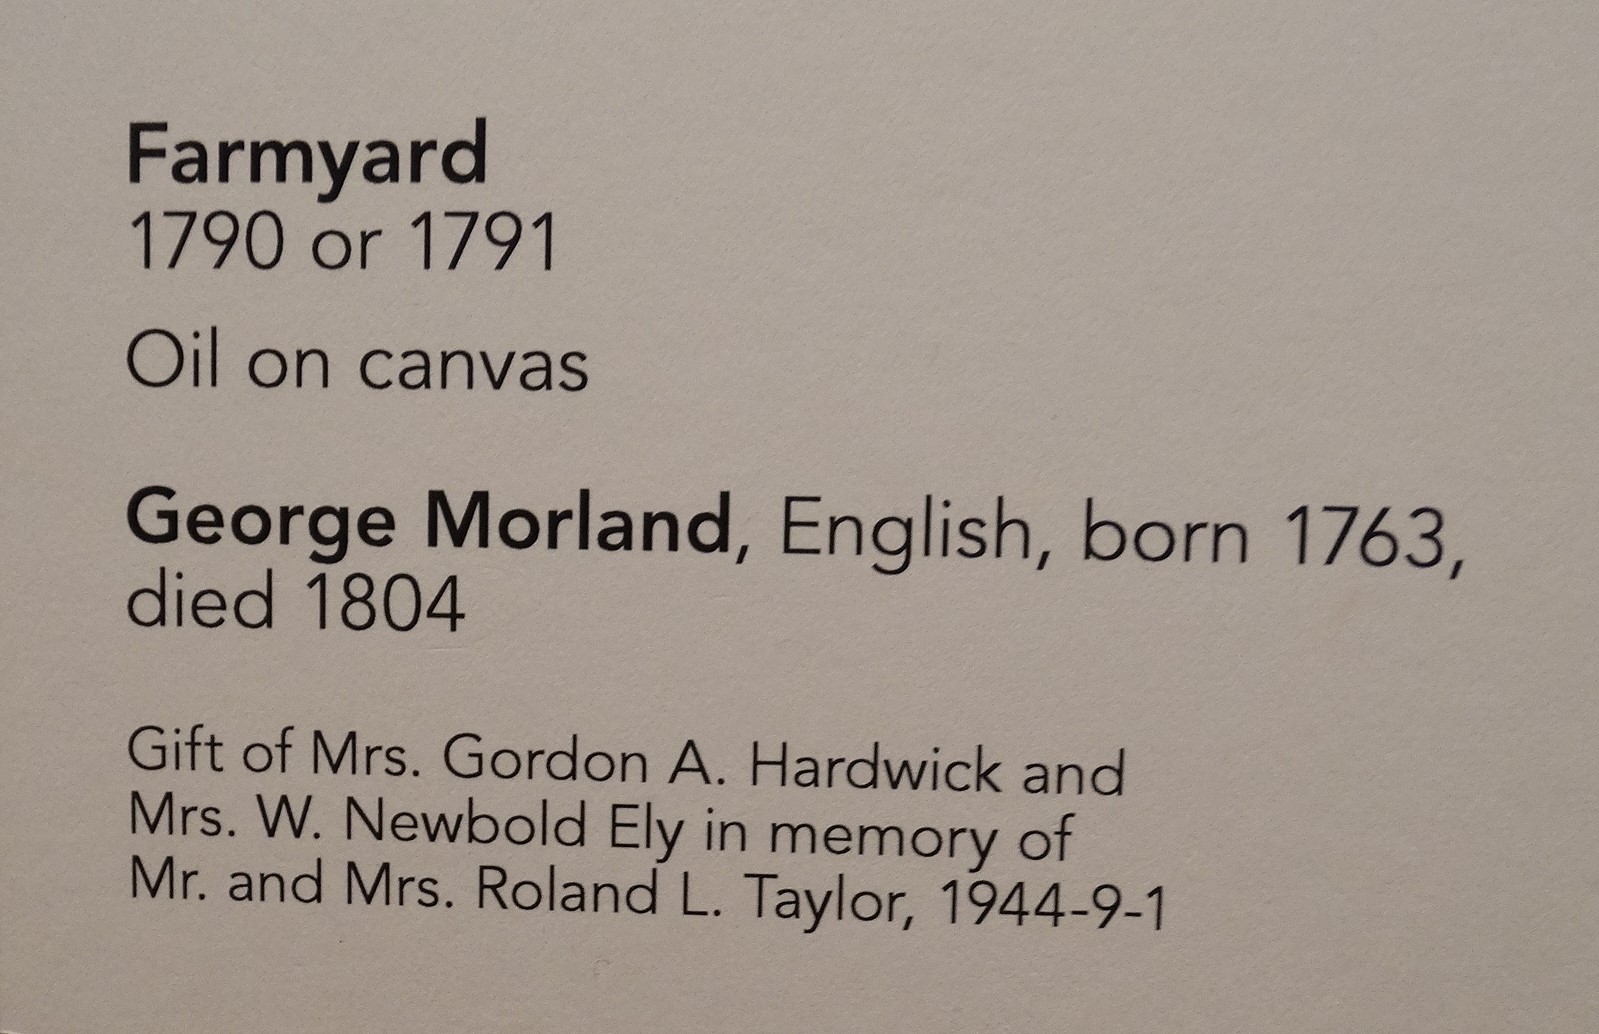 Farmyard
1790 or 1791
Oil on canvas
George Morland, English, born 1763,
died 1804
Gift of Mrs. Gordon A. Hardwick and
Mrs. W. Newbold Ely in memory of
Mr. and Mrs. Roland L. Taylor, 1944-9-1